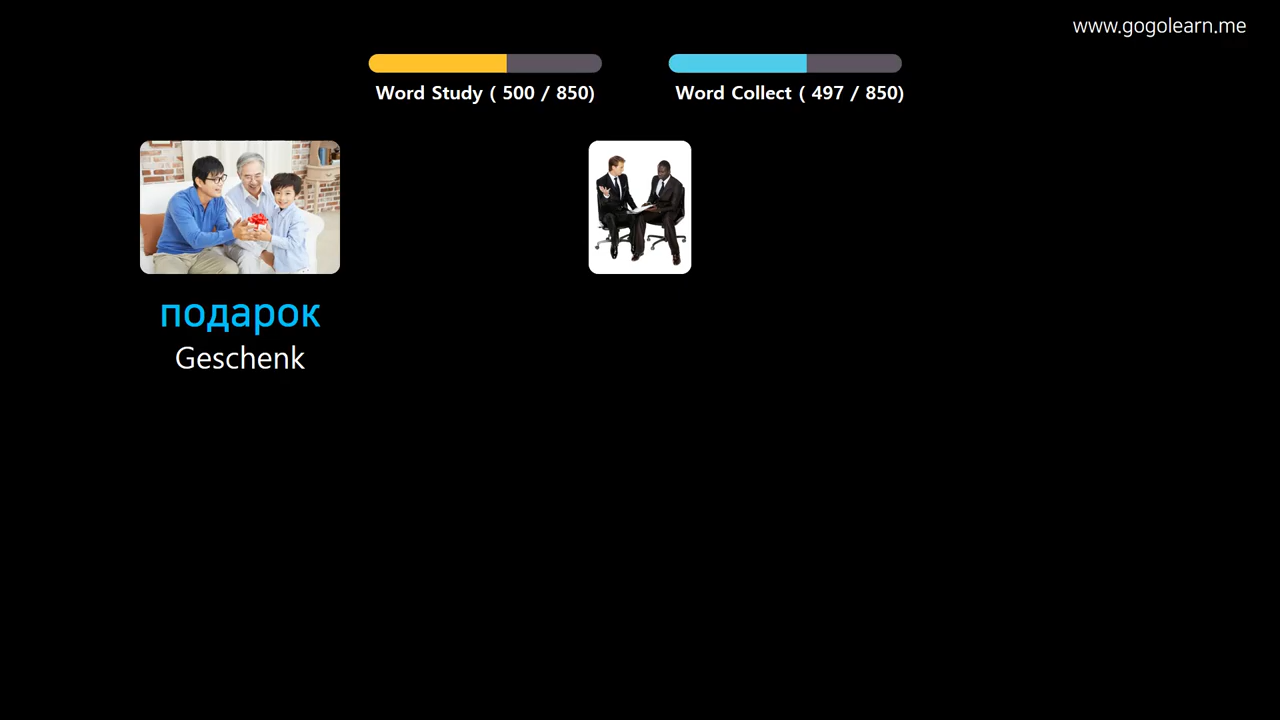 www.gogolearn.me
Word Study ( 500 / 850)
Word Collect ( 497 / 850)
подарок
Geschenk